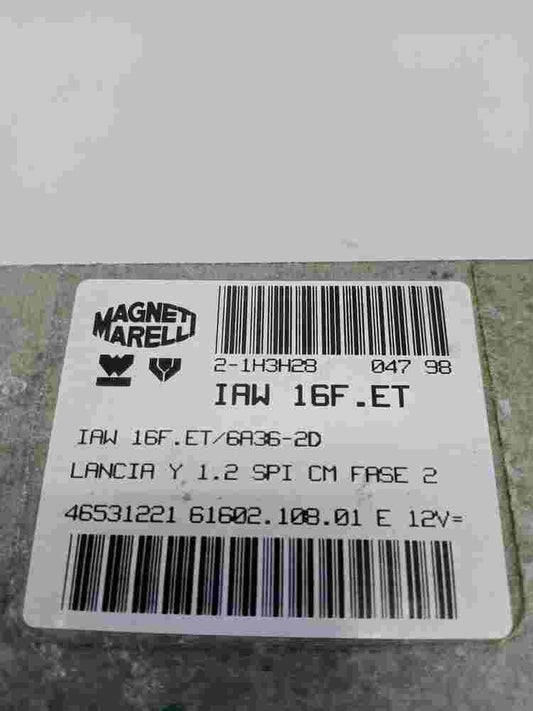 MAGNETI
MARELLI
2-1H3H28 047 98
IAW 16F.ET
IAW 16F.ET/6A36-2D
LANCIA Y 1.2 SPI CM FASE 2
46531221 61602.108.01 E 12V=